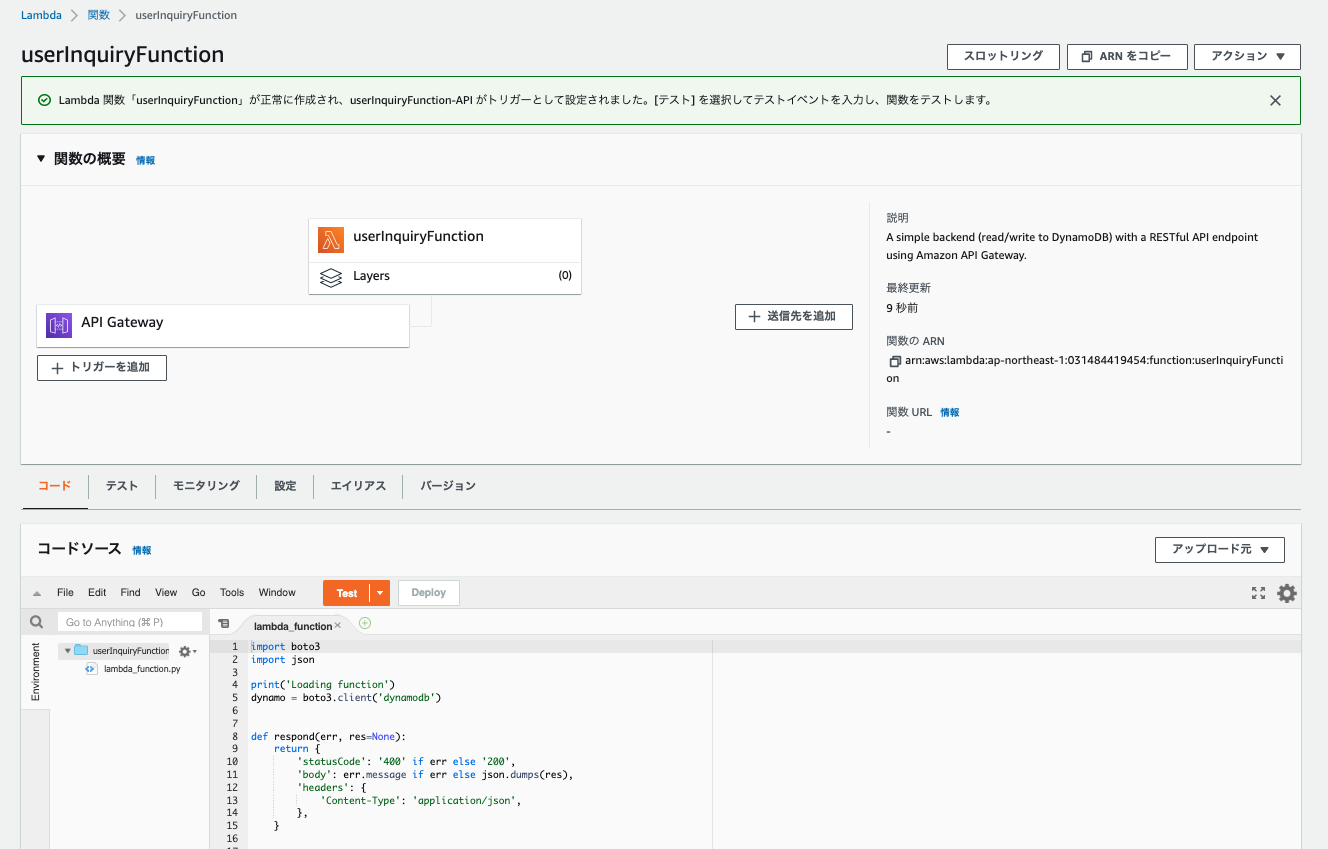 Lambda > 関数 > userInquiryFunction
userInquiryFunction
スロットリング
ARN をコピー
アクション ▼
Lambda 関数「userInquiryFunction」が正常に作成され、userInquiryFunction-API がトリガーとして設定されました。[テスト] を選択してテストイベントを入力し、関数をテストします。
▼ 関数の概要 情報
userInquiryFunction
Layers (0)
API Gateway
+ トリガーを追加
+ 送信先を追加
説明
A simple backend (read/write to DynamoDB) with a RESTful API endpoint
using Amazon API Gateway.
最終更新
9 秒前
関数の ARN
arn:aws:lambda:ap-northeast-1:031484419454:function:userInquiryFuncti
on
関数 URL 情報
-
コード テスト モニタリング 設定 エイリアス バージョン
コードソース 情報
アップロード元 ▼
File Edit Find View Go Tools Window Test Deploy
Go to Anything (⌘ P)
lambda_function ×
Environment
userInquiryFunction
lambda_function.py
1 import boto3
2 import json
3
4 print('Loading function')
5 dynamo = boto3.client('dynamodb')
6
7
8 def respond(err, res=None):
9 return {
10 'statusCode': '400' if err else '200',
11 'body': err.message if err else json.dumps(res),
12 'headers': {
13 'Content-Type': 'application/json',
14 },
15 }
16